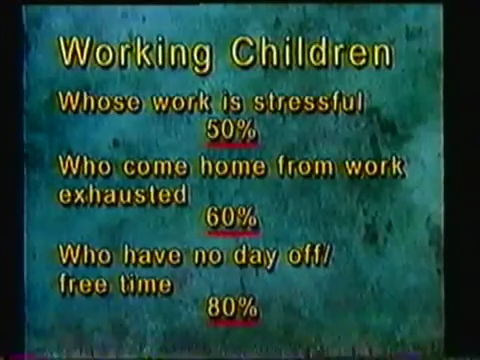 Working Children
Whose work is stressful
50%
Who come home from work
exhausted
60%
Who have no day off/
free time
80%